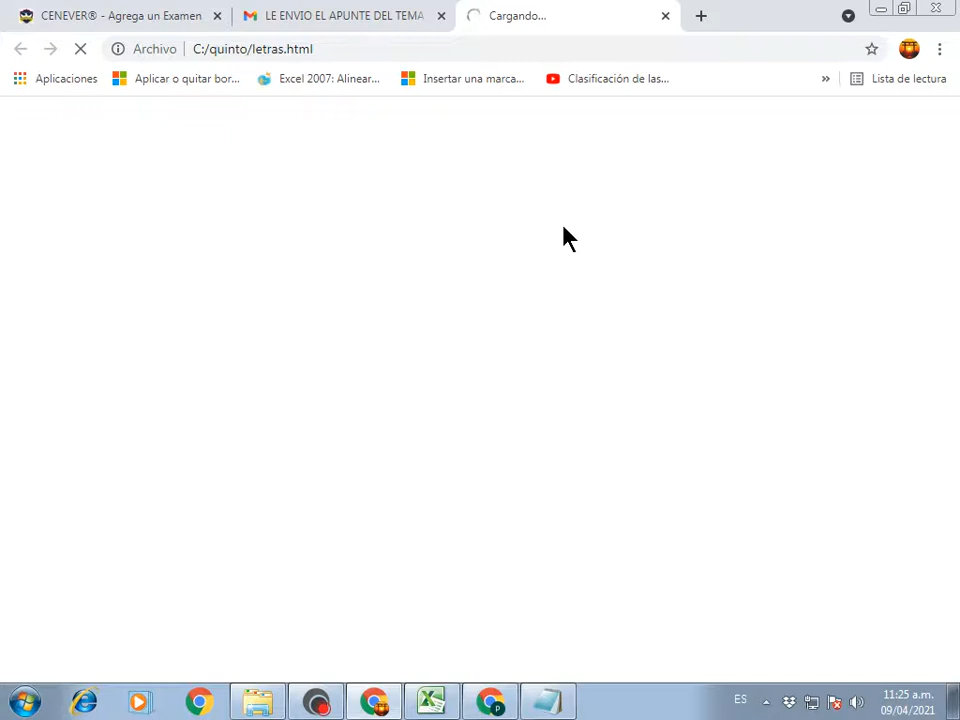 CENEVER® - Agrega un Examen
LE ENVIO EL APUNTE DEL TEMA
Cargando...
Archivo | C:/quinto/letras.html
Aplicaciones
Aplicar o quitar bor...
Excel 2007: Alinear...
Insertar una marca...
Clasificación de las...
»
Lista de lectura
ES
11:25 a.m.
09/04/2021